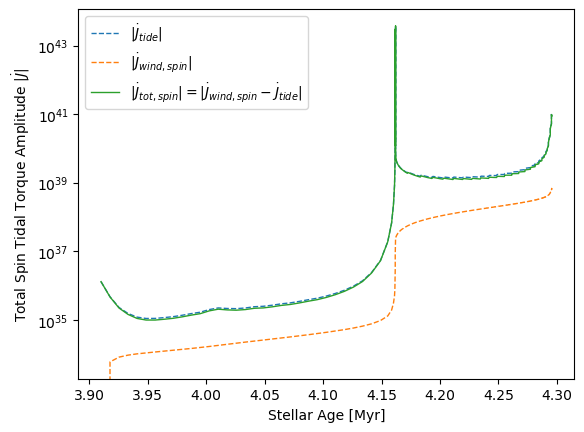 |J̇_tide|
|J̇_wind,spin|
|J̇_tot,spin| = |J̇_wind,spin − J̇_tide|
Total Spin Tidal Torque Amplitude |J̇|
10^43
10^41
10^39
10^37
10^35
3.90 3.95 4.00 4.05 4.10 4.15 4.20 4.25 4.30
Stellar Age [Myr]